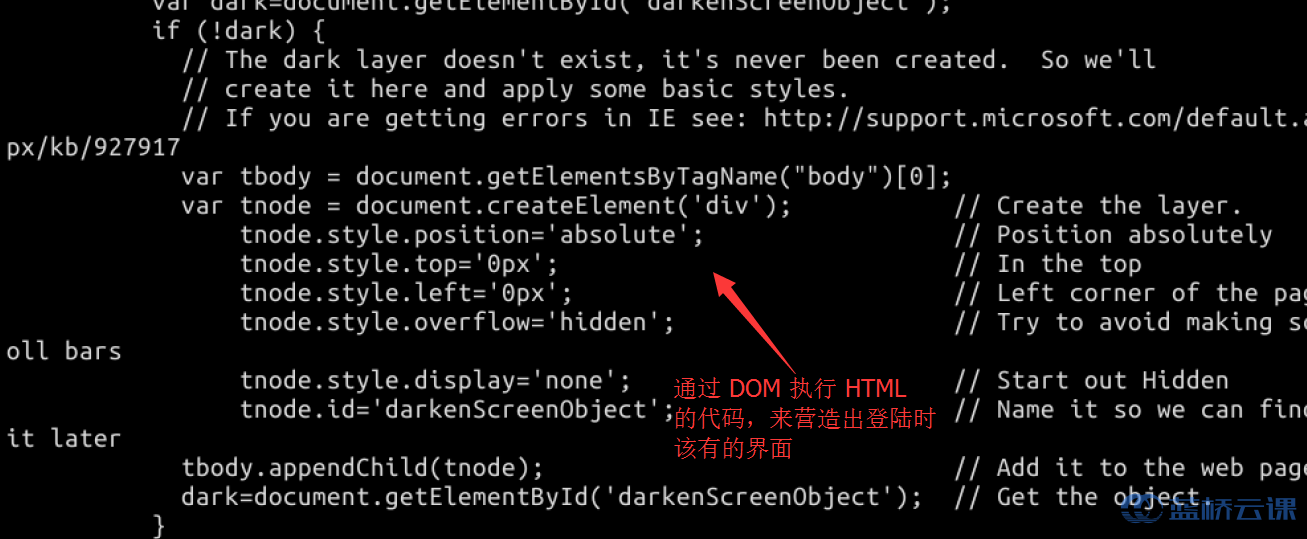 var dark=document.getElementById('darkenScreenObject');
if (!dark) {
// The dark layer doesn't exist, it's never been created.  So we'll
// create it here and apply some basic styles.
// If you are getting errors in IE see: http://support.microsoft.com/default.a
px/kb/927917
var tbody = document.getElementsByTagName("body")[0];
var tnode = document.createElement('div');                // Create the layer.
tnode.style.position='absolute';                 // Position absolutely
tnode.style.top='0px';                           // In the top
tnode.style.left='0px';                          // Left corner of the pag
tnode.style.overflow='hidden';                   // Try to avoid making sc
oll bars
tnode.style.display='none';                      // Start out Hidden
tnode.id='darkenScreenObject';                   // Name it so we can find
it later
tbody.appendChild(tnode);                            // Add it to the web page
dark=document.getElementById('darkenScreenObject');  // Get the object.
}
通过 DOM 执行 HTML
的代码，来营造出登陆时
该有的界面
蓝桥云课